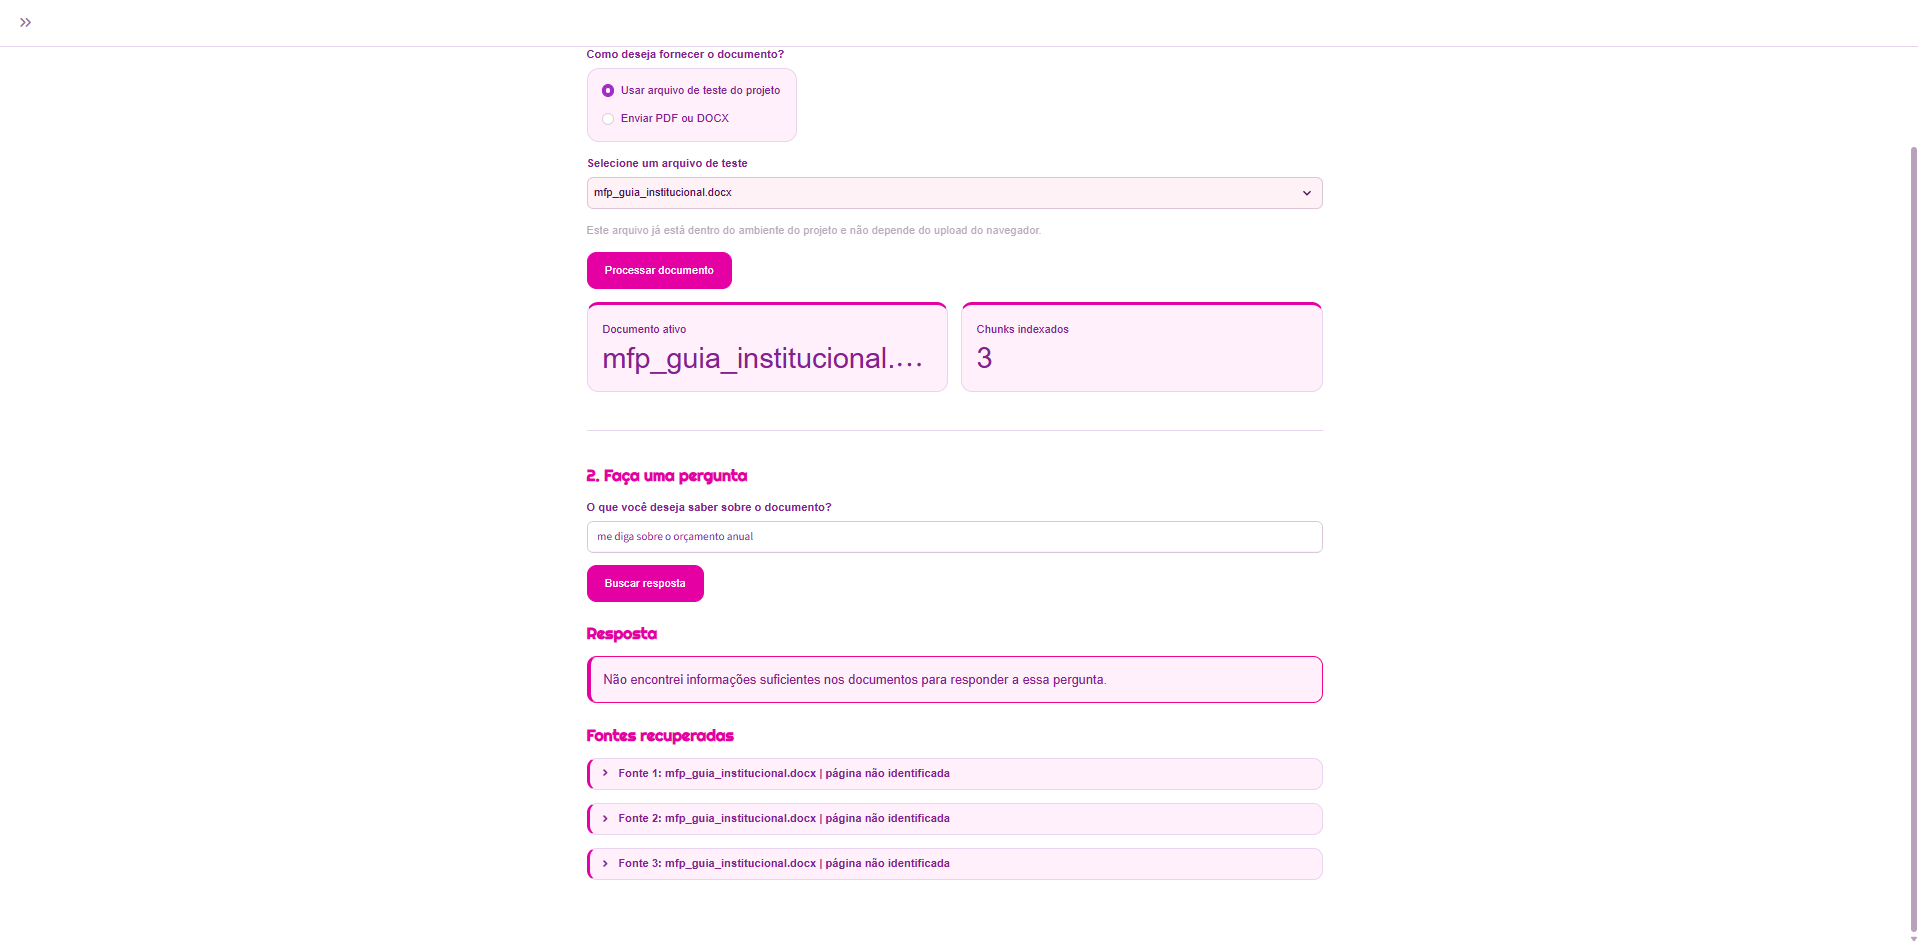 Como deseja fornecer o documento?
Usar arquivo de teste do projeto
Enviar PDF ou DOCX
Selecione um arquivo de teste
mfp_guia_institucional.docx
Este arquivo já está dentro do ambiente do projeto e não depende do upload do navegador.
Processar documento
Documento ativo
mfp_guia_institucional.…
Chunks indexados
3
2. Faça uma pergunta
O que você deseja saber sobre o documento?
me diga sobre o orçamento anual
Buscar resposta
Resposta
Não encontrei informações suficientes nos documentos para responder a essa pergunta.
Fontes recuperadas
Fonte 1: mfp_guia_institucional.docx | página não identificada
Fonte 2: mfp_guia_institucional.docx | página não identificada
Fonte 3: mfp_guia_institucional.docx | página não identificada